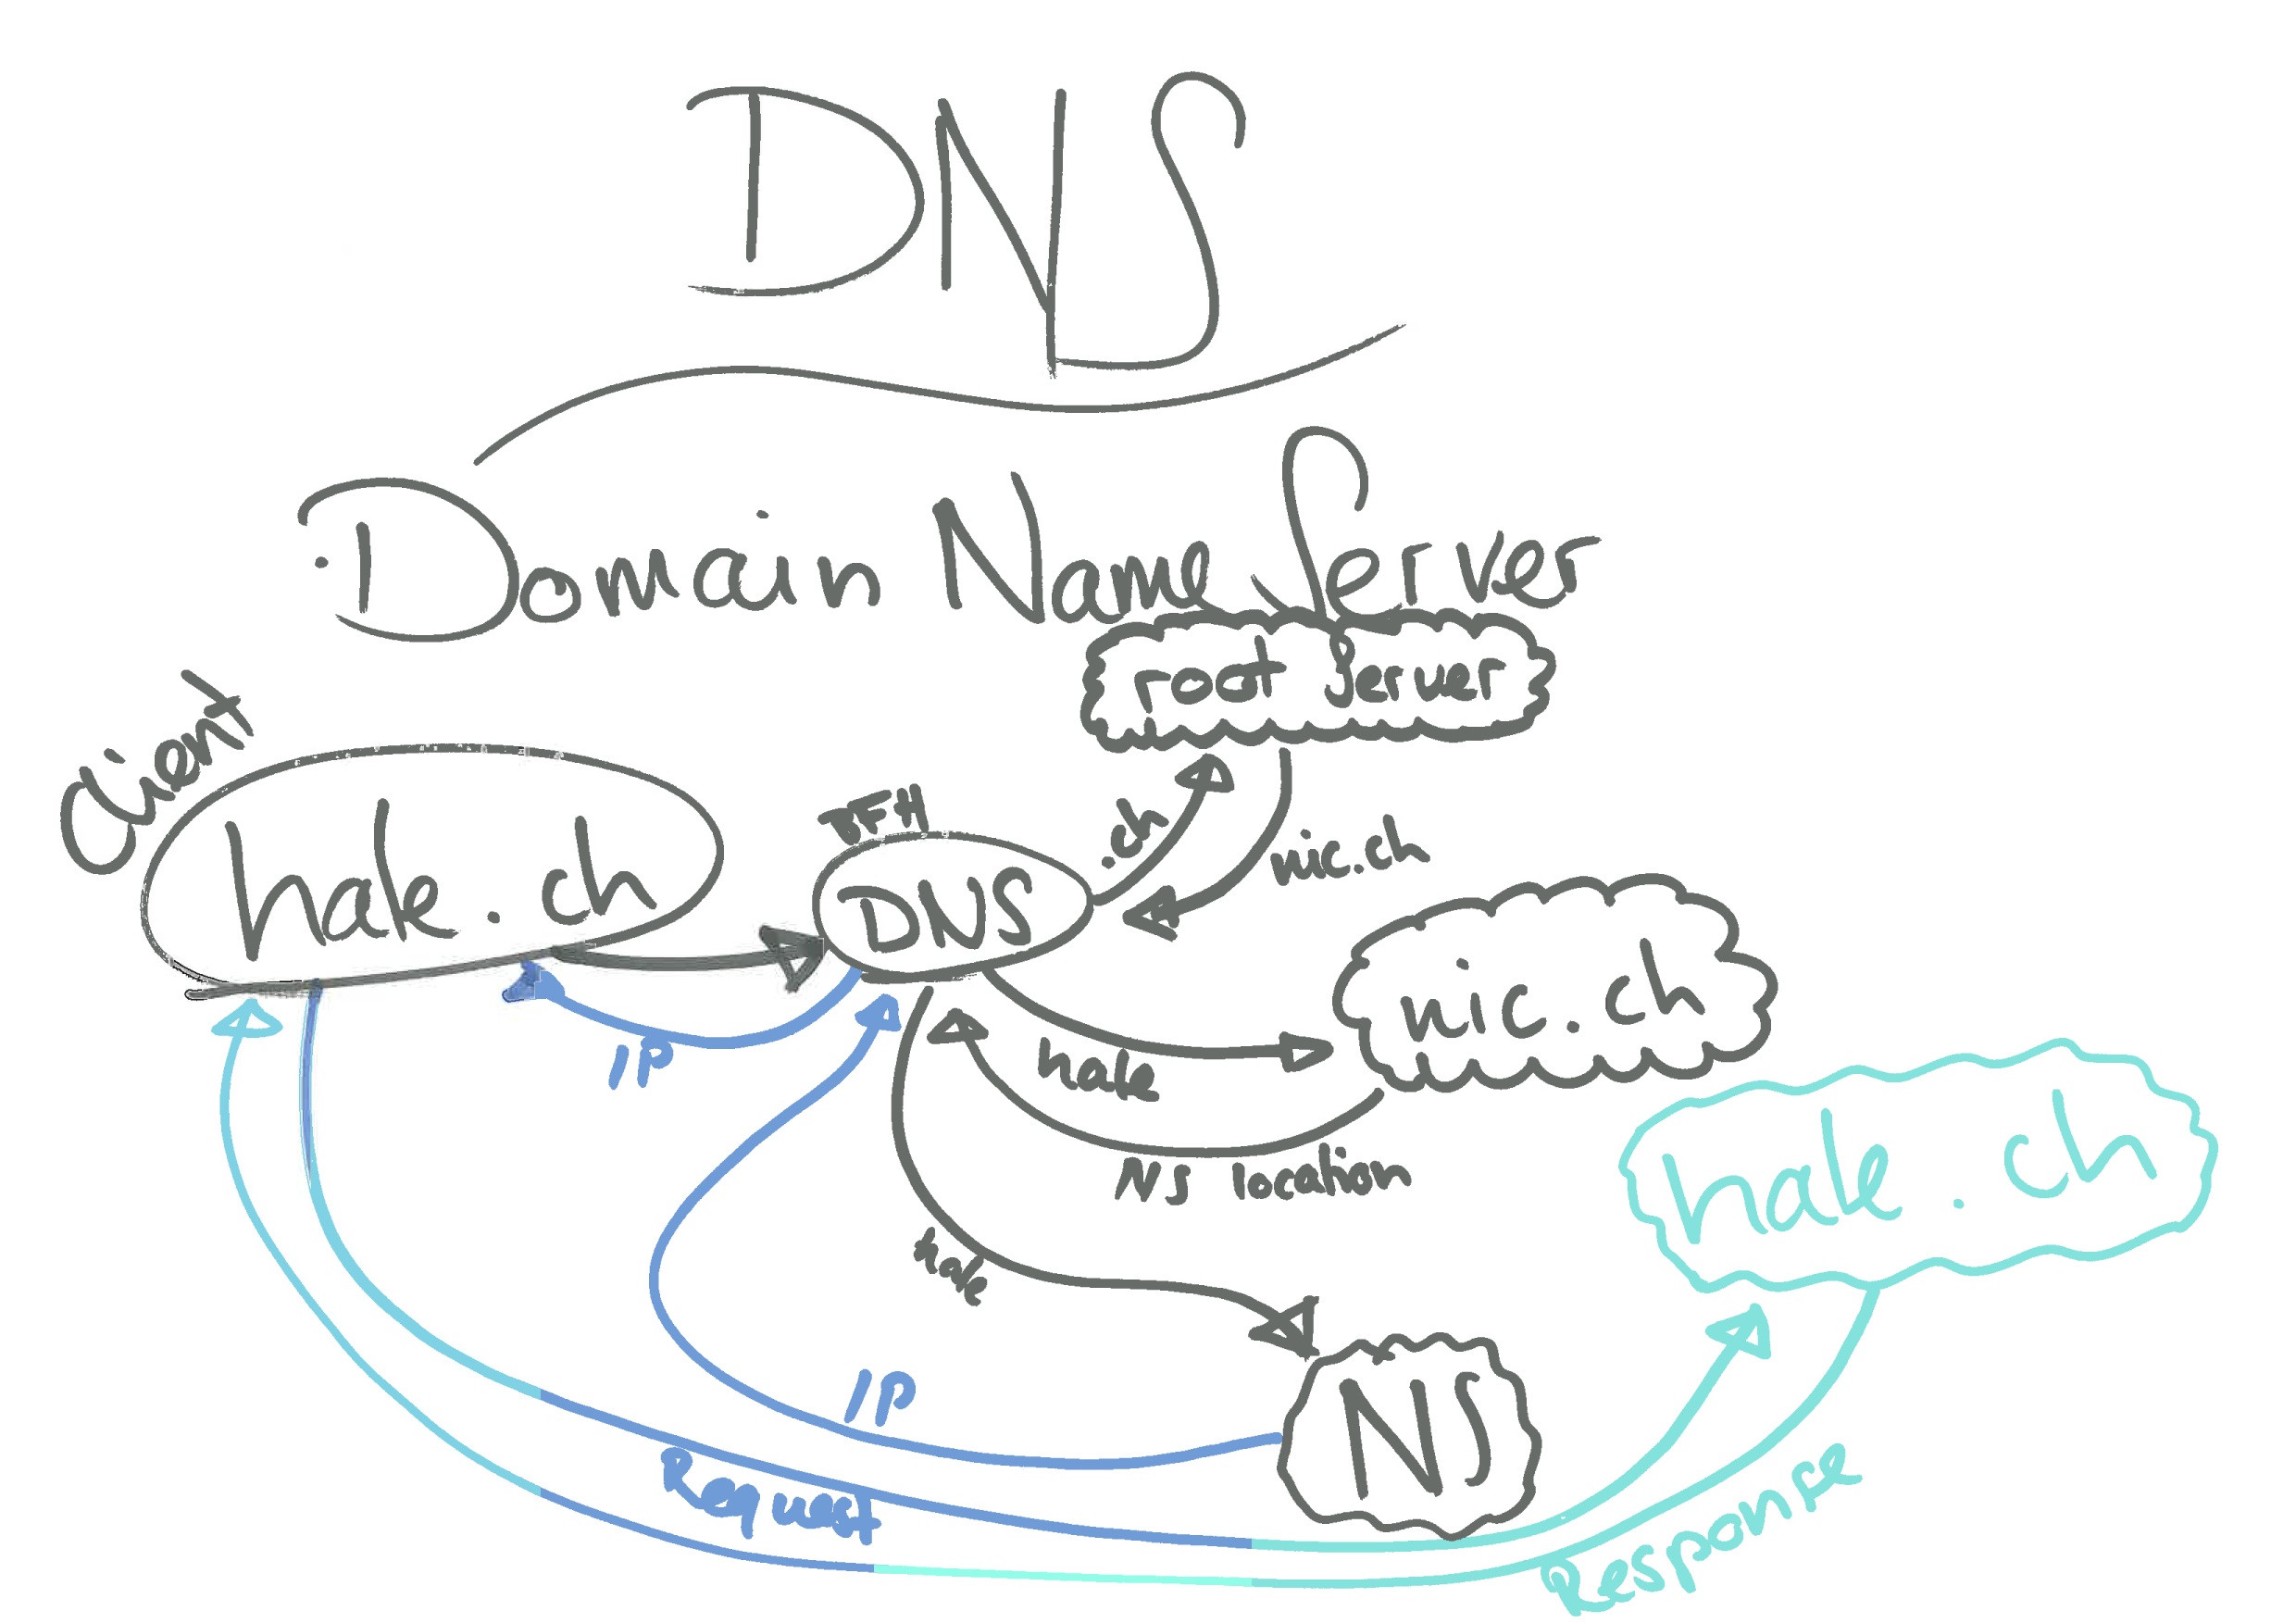 DNS
Domain Name Server
root Server
Client
hale.ch
BFH
DNS
.ch
nic.ch
nic.ch
IP
hale
NS location
hale.ch
hale
IP
NS
Request
Response